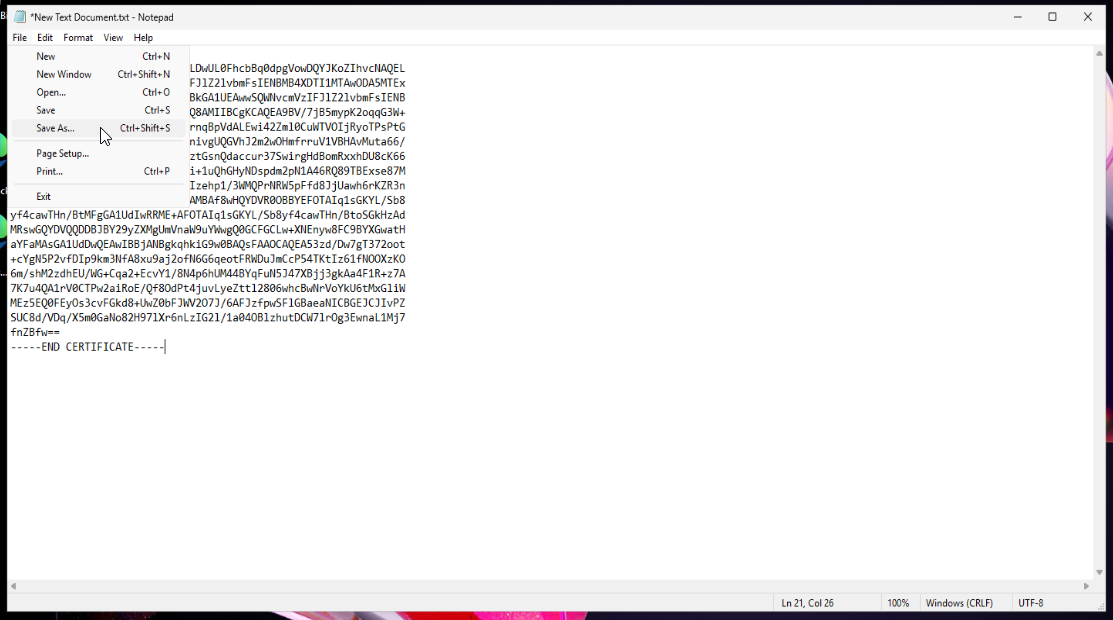 *New Text Document.txt - Notepad
File Edit Format View Help
New Ctrl+N
New Window Ctrl+Shift+N
Open... Ctrl+O
Save Ctrl+S
Save As... Ctrl+Shift+S
Page Setup... 
Print... Ctrl+P
Exit
LDwUL0FhcbBq0dpgVowDQYJKoZIhvcNAQEL
FJlZ2lvbmFsIENBMB4XDTI1MTAwODA5MTEx
BkGA1UEAwwSQWNvcmVzIFJlZ2lvbmFsIENB
Q8AMIIBCgKCAQEA9BV/7jB5mypK2oqqG3W+
rnqBpVdALEwi42Zml0CuWTVOIjRyoTPsPtG
nivgUQGVhJ2m2wOHmfrruV1VBHAvMuta66/
ztGsnQdaccur37SwirgHdBomRxxhDU8cK66
i+1uQhGHyNDspdm2pN1A46RQ89TBExse87M
Izehp1/3WMQPrNRW5pFfd8JjUawh6rKZR3n
AMBAf8wHQYDVR0OBBYEFOTAIq1sGKYL/Sb8
yf4cawTHn/BtMFgGA1UdIwRRME+AFOTAIq1sGKYL/Sb8yf4cawTHn/BtoSGkHzAd
MRswGQYDVQQDDBJBY29yZXMgUmVnaW9uYWwgQ0GCFGCLw+XNEnyw8FC9BYXGwatH
aYFaMAsGA1UdDwQEAwIBBjANBgkqhkiG9w0BAQsFAAOCAQEA53zd/Dw7gT372oot
+cYgN5P2vfDIp9km3NfA8xu9aj2ofN6G6qeotFRWDuJmCcP54TKtIz61fNOOXzKO
6m/shM2zdhEU/WG+Cqa2+EcvY1/8N4p6hUM44BYqFuN5J47XBjj3gkAa4F1R+z7A
7K7u4QA1rV0CTPw2aiRoE/Qf8OdPt4juvLyeZttl2806whcBwNrVoYkU6tMxGliW
MEz5EQ0FEyOs3cvFGkd8+UwZ0bFJWV2O7J/6AFJzfpwSFlGBaeaNICBGEJCJIvPZ
SUC8d/VDq/X5m0GaNo82H97lXr6nLzIG2l/1a04OBlzhutDCW7lrOg3EwnaL1Mj7
fnZBfw==
-----END CERTIFICATE-----
Ln 21, Col 26 100% Windows (CRLF) UTF-8